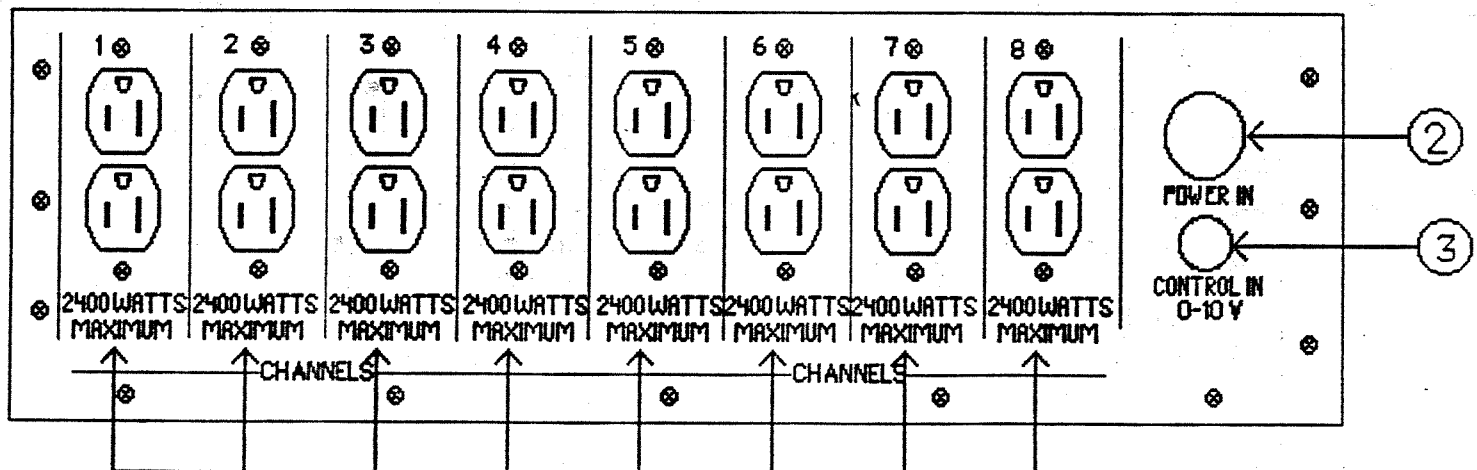 1 2 3 4 5 6 7 8
2
POWER IN
3
CONTROL IN
0-10 V
2400 WATTS 2400 WATTS 2400 WATTS 2400 WATTS 2400 WATTS 2400 WATTS 2400 WATTS 2400 WATTS
MAXIMUM MAXIMUM MAXIMUM MAXIMUM MAXIMUM MAXIMUM MAXIMUM MAXIMUM
CHANNELS CHANNELS